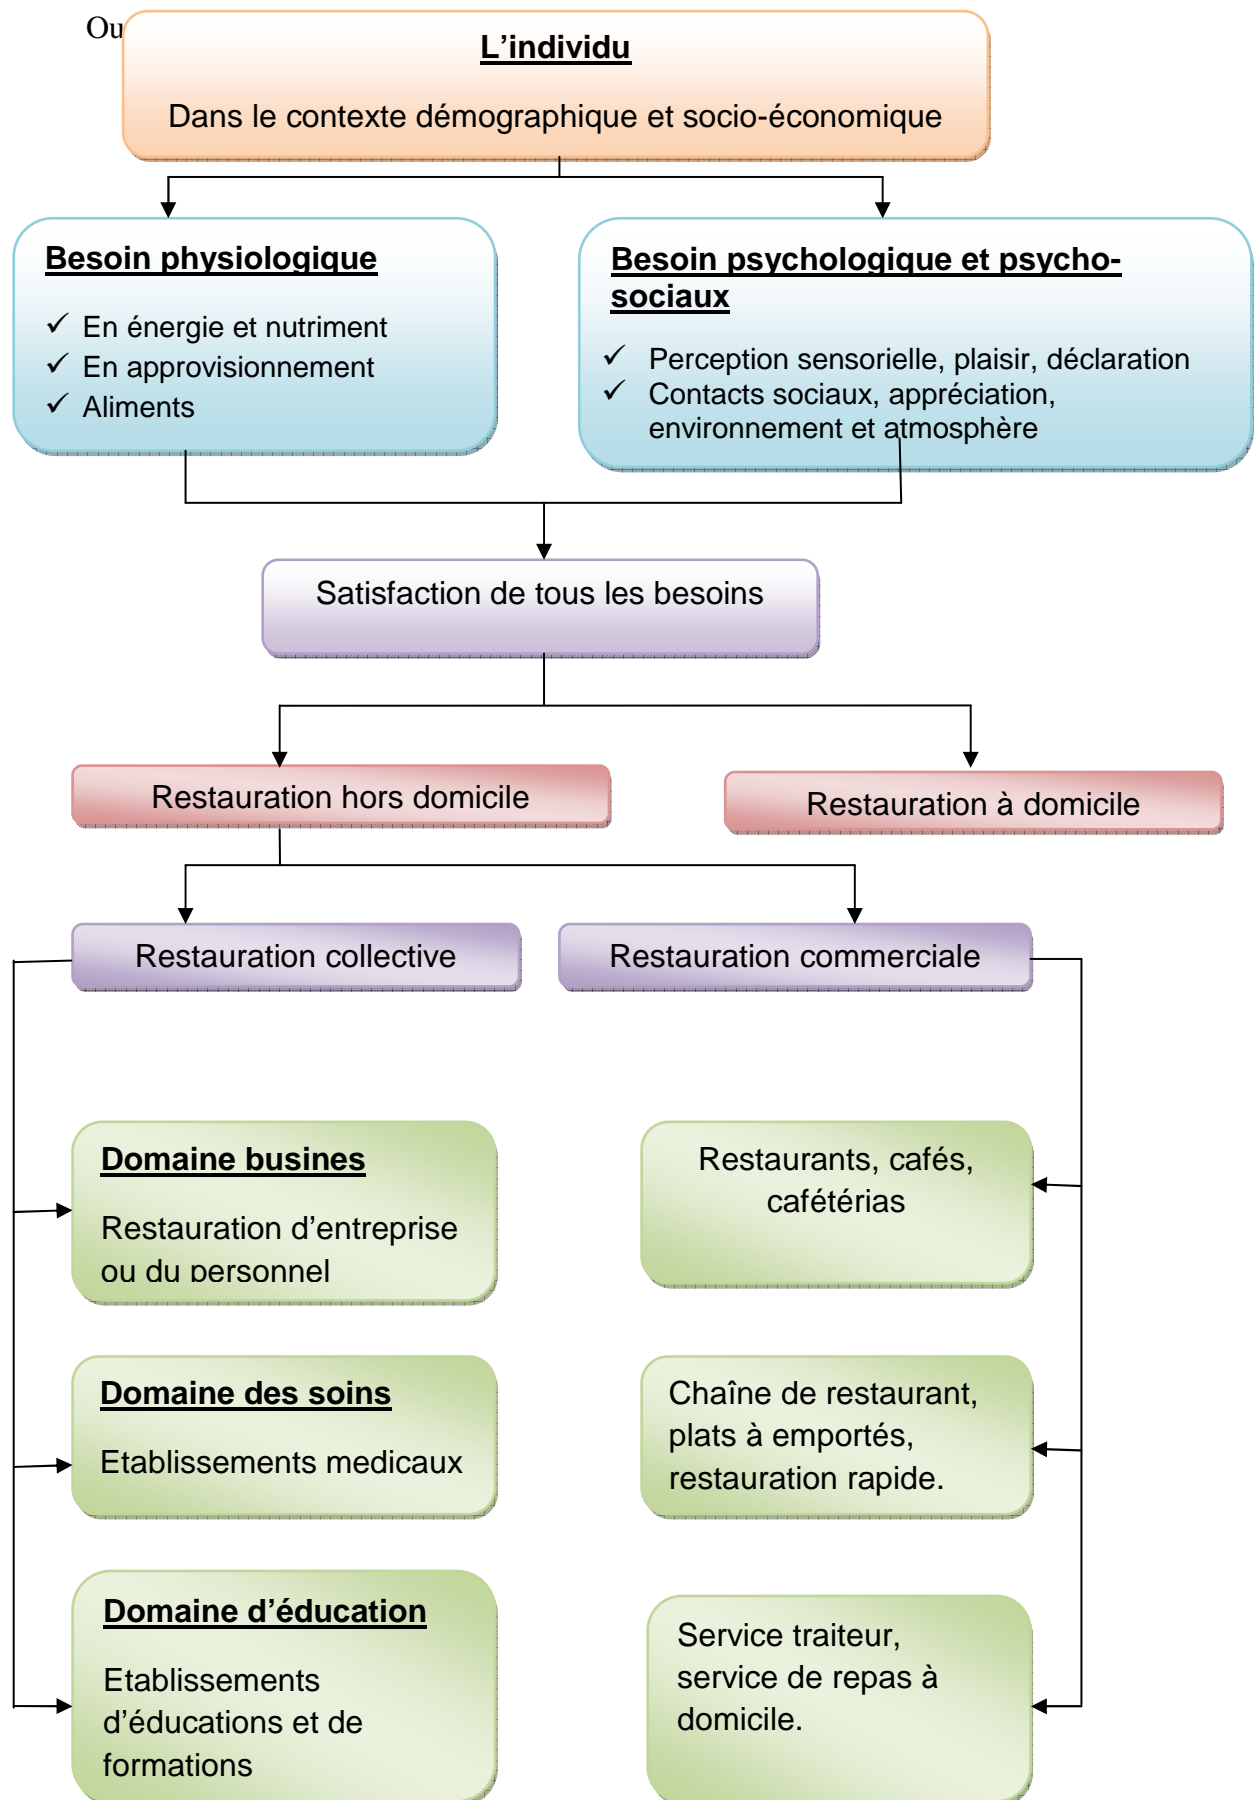 Ou
L’individu
Dans le contexte démographique et socio-économique
Besoin physiologique
✓ En énergie et nutriment
✓ En approvisionnement
✓ Aliments
Besoin psychologique et psycho-
sociaux
✓ Perception sensorielle, plaisir, déclaration
✓ Contacts sociaux, appréciation,
environnement et atmosphère
Satisfaction de tous les besoins
Restauration hors domicile
Restauration à domicile
Restauration collective
Restauration commerciale
Domaine busines
Restauration d’entreprise
ou du personnel
Restaurants, cafés,
cafétérias
Domaine des soins
Etablissements medicaux
Chaîne de restaurant,
plats à emportés,
restauration rapide.
Domaine d’éducation
Etablissements
d’éducations et de
formations
Service traiteur,
service de repas à
domicile.